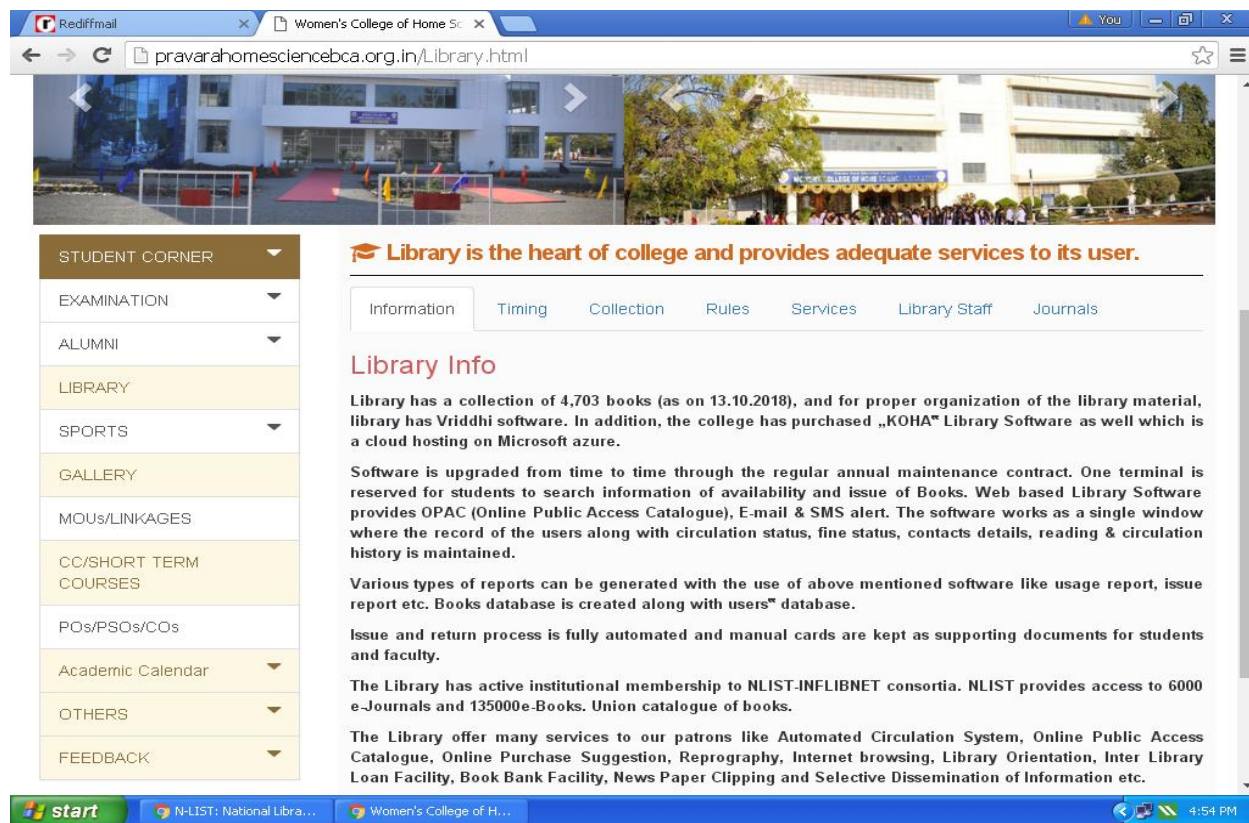 Rediffmail
Women's College of Home Sc
You
pravarahomesciencebca.org.in/Library.html
STUDENT CORNER
EXAMINATION
ALUMNI
LIBRARY
SPORTS
GALLERY
MOUs/LINKAGES
CC/SHORT TERM
COURSES
POs/PSOs/COs
Academic Calendar
OTHERS
FEEDBACK
Library is the heart of college and provides adequate services to its user.
Information Timing Collection Rules Services Library Staff Journals
Library Info
Library has a collection of 4,703 books (as on 13.10.2018), and for proper organization of the library material,
library has Vriddhi software. In addition, the college has purchased „KOHA‟ Library Software as well which is
a cloud hosting on Microsoft azure.
Software is upgraded from time to time through the regular annual maintenance contract. One terminal is
reserved for students to search information of availability and issue of Books. Web based Library Software
provides OPAC (Online Public Access Catalogue), E-mail & SMS alert. The software works as a single window
where the record of the users along with circulation status, fine status, contacts details, reading & circulation
history is maintained.
Various types of reports can be generated with the use of above mentioned software like usage report, issue
report etc. Books database is created along with users‟ database.
Issue and return process is fully automated and manual cards are kept as supporting documents for students
and faculty.
The Library has active institutional membership to NLIST-INFLIBNET consortia. NLIST provides access to 6000
e-Journals and 135000e-Books. Union catalogue of books.
The Library offer many services to our patrons like Automated Circulation System, Online Public Access
Catalogue, Online Purchase Suggestion, Reprography, Internet browsing, Library Orientation, Inter Library
Loan Facility, Book Bank Facility, News Paper Clipping and Selective Dissemination of Information etc.
start
N-LIST: National Libra...
Women's College of H...
4:54 PM